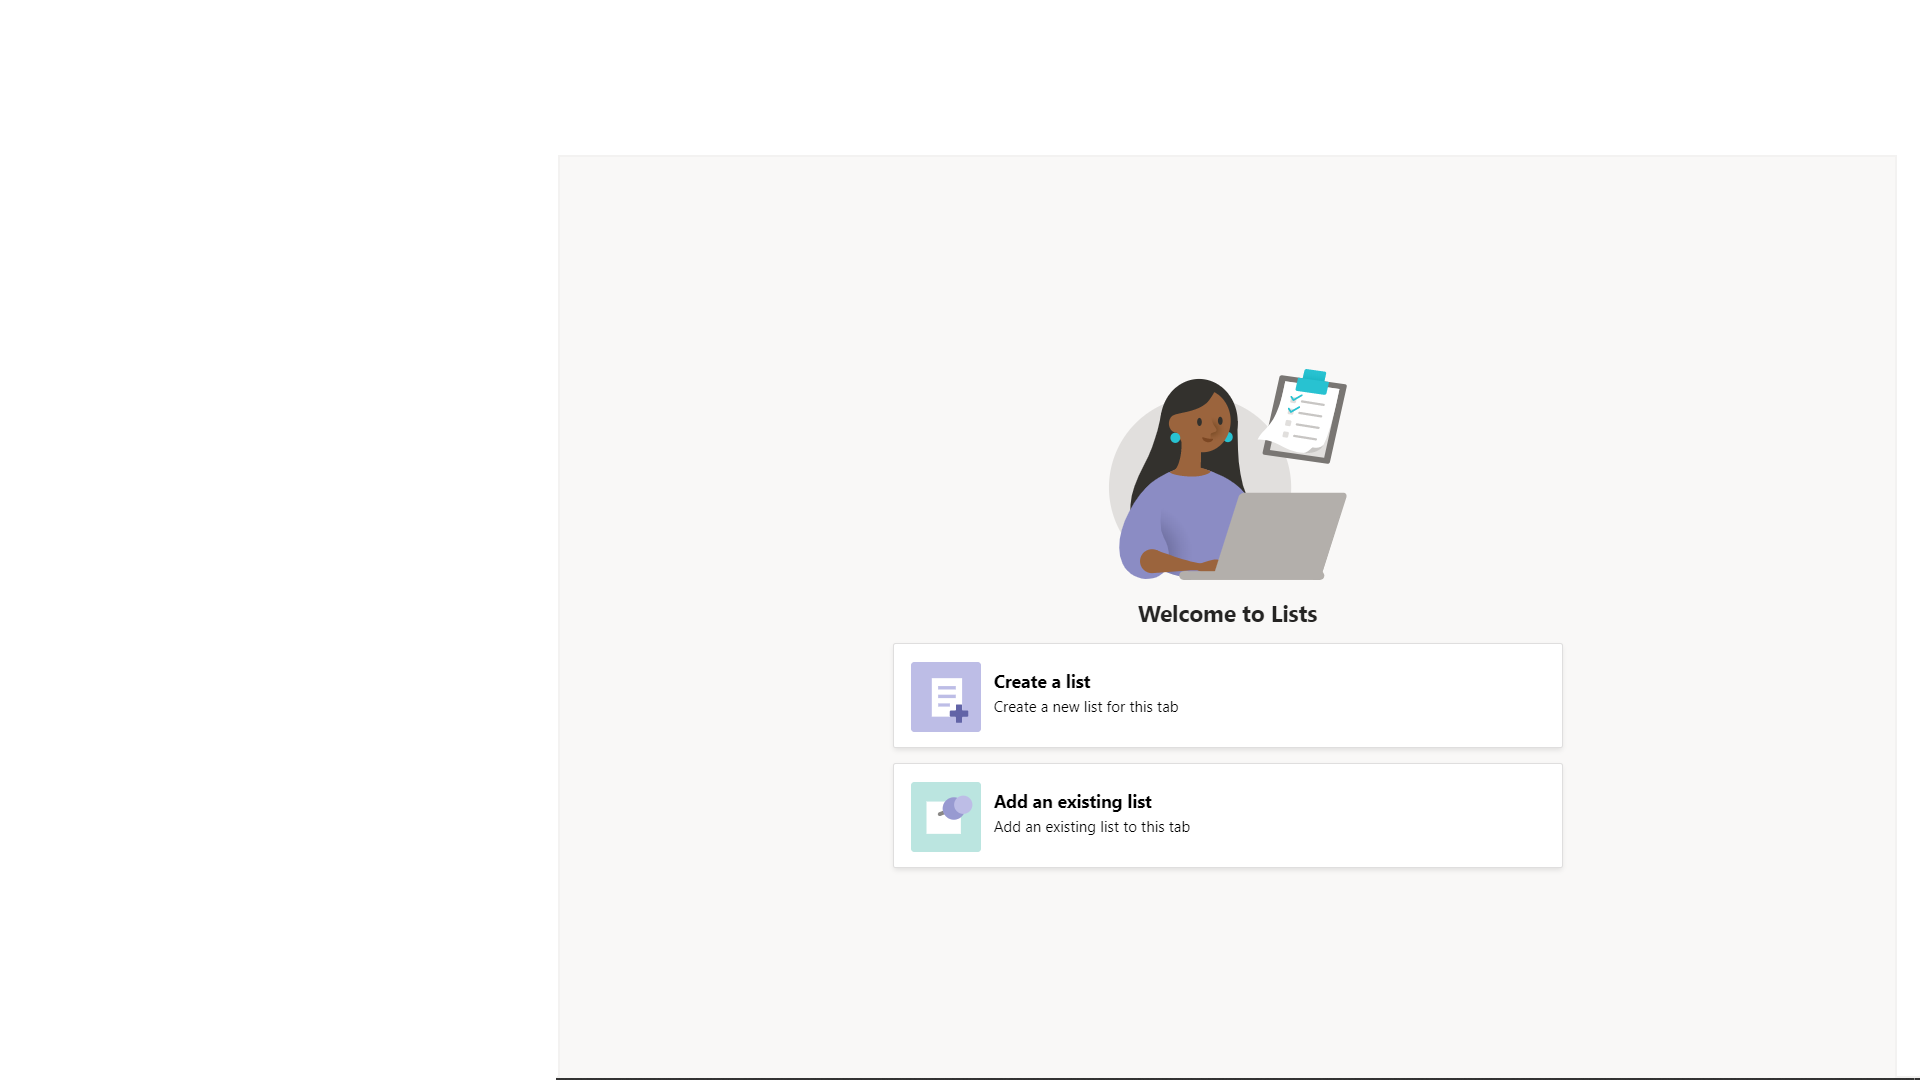 Welcome to Lists
Create a list
Create a new list for this tab
Add an existing list
Add an existing list to this tab